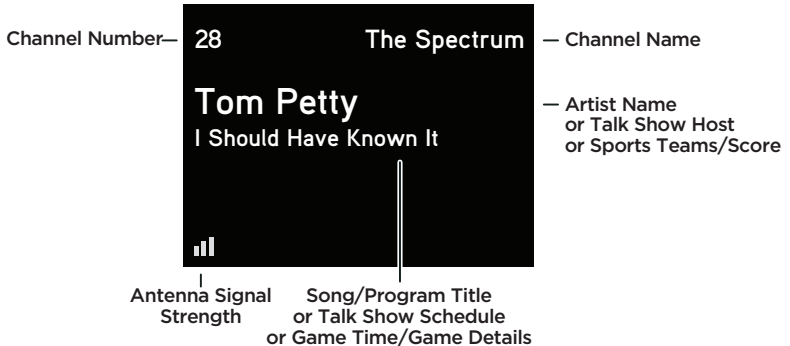 Channel Number
28
The Spectrum
Channel Name
Tom Petty
Artist Name
or Talk Show Host
or Sports Teams/Score
I Should Have Known It
Antenna Signal
Strength
Song/Program Title
or Talk Show Schedule
or Game Time/Game Details